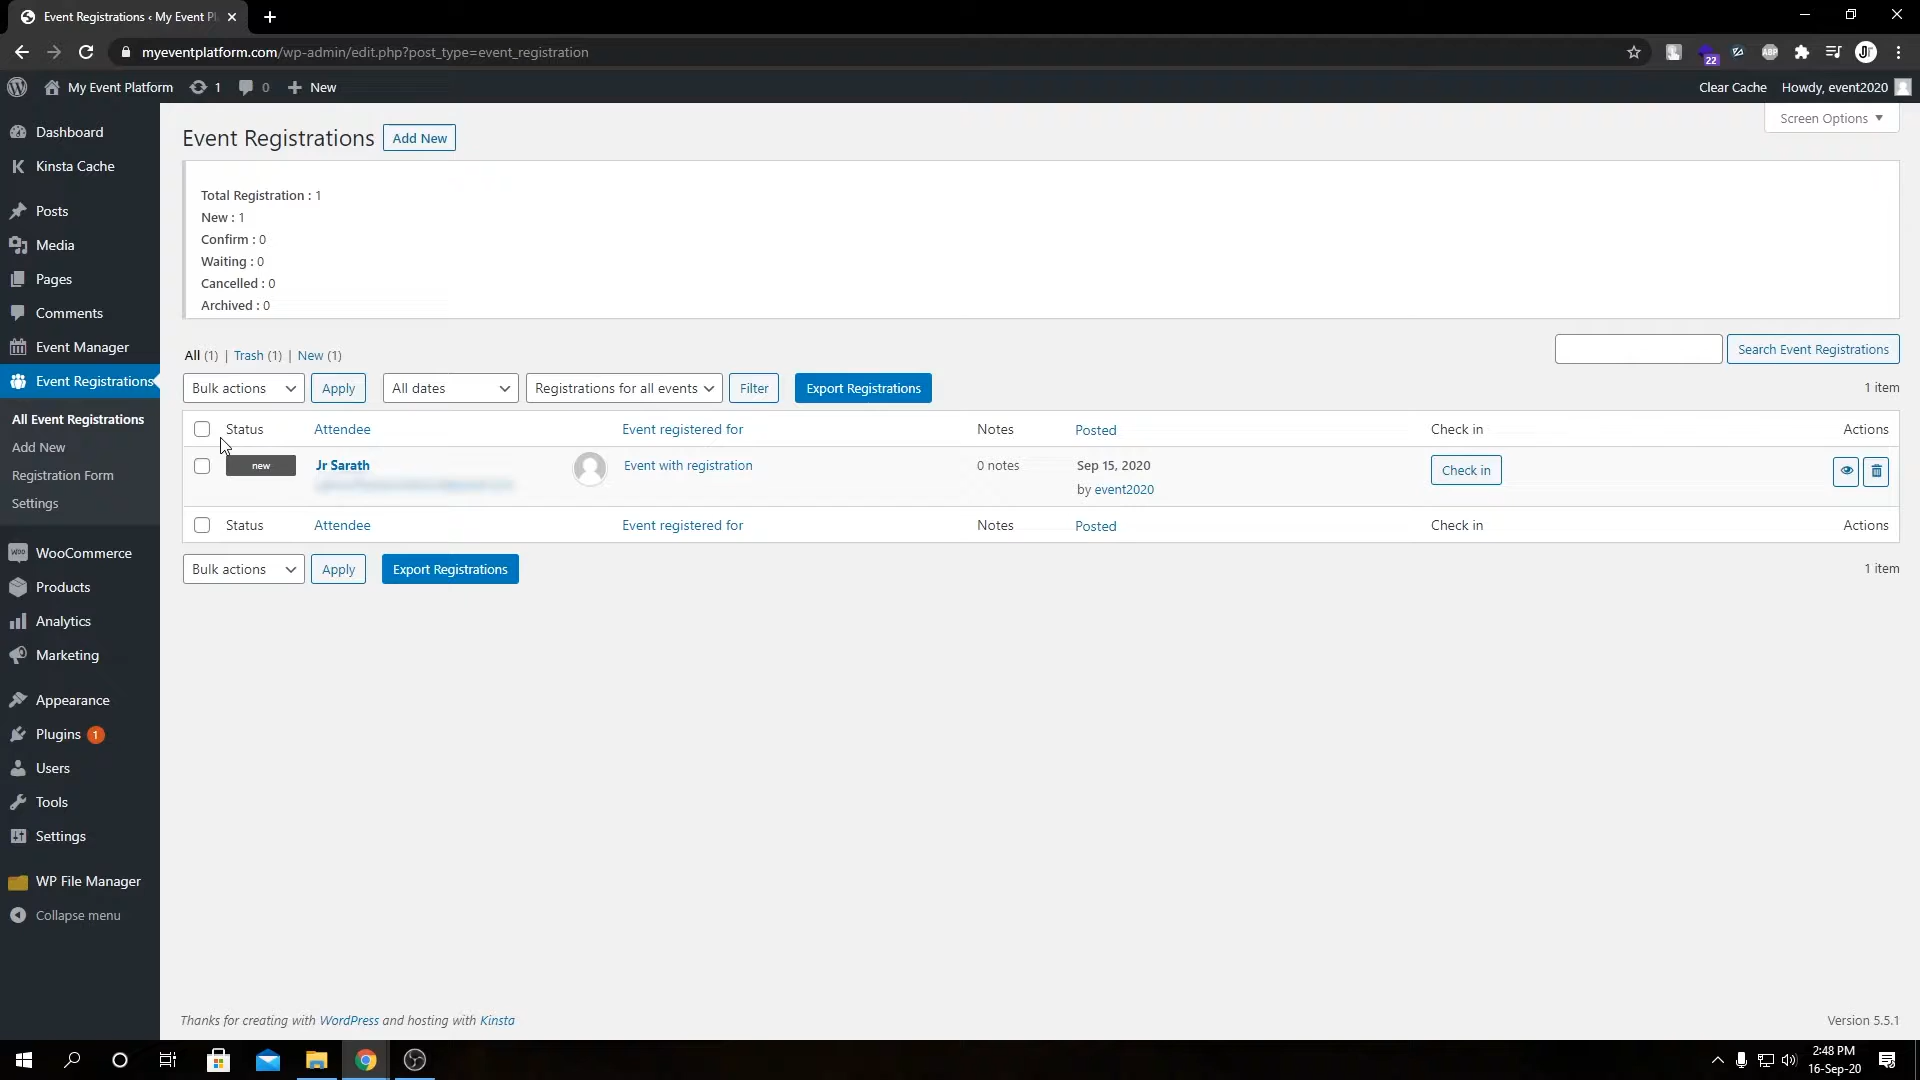 Event Registrations ‹ My Event Pl
myeventplatform.com/wp-admin/edit.php?post_type=event_registration
22
ABP
My Event Platform 1 0 New
Clear Cache Howdy, event2020
Dashboard
Kinsta Cache
Posts
Media
Pages
Comments
Event Manager
Event Registrations
All Event Registrations
Add New
Registration Form
Settings
WooCommerce
Products
Analytics
Marketing
Appearance
Plugins 1
Users
Tools
Settings
WP File Manager
Collapse menu
Screen Options
Event Registrations Add New
Total Registration : 1
New : 1
Confirm : 0
Waiting : 0
Cancelled : 0
Archived : 0
All (1) | Trash (1) | New (1)
Search Event Registrations
Bulk actions Apply All dates Registrations for all events Filter Export Registrations 1 item
Status Attendee Event registered for Notes Posted Check in Actions
new Jr Sarath Event with registration 0 notes Sep 15, 2020 Check in
by event2020
Status Attendee Event registered for Notes Posted Check in Actions
Bulk actions Apply Export Registrations 1 item
Thanks for creating with WordPress and hosting with Kinsta
Version 5.5.1
2:48 PM
16-Sep-20